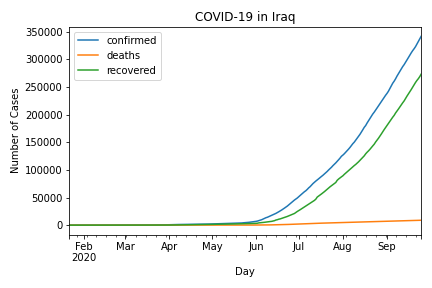 COVID-19 in Iraq
confirmed
deaths
recovered
Number of Cases
350000
300000
250000
200000
150000
100000
50000
0
Feb Mar Apr May Jun Jul Aug Sep
2020
Day